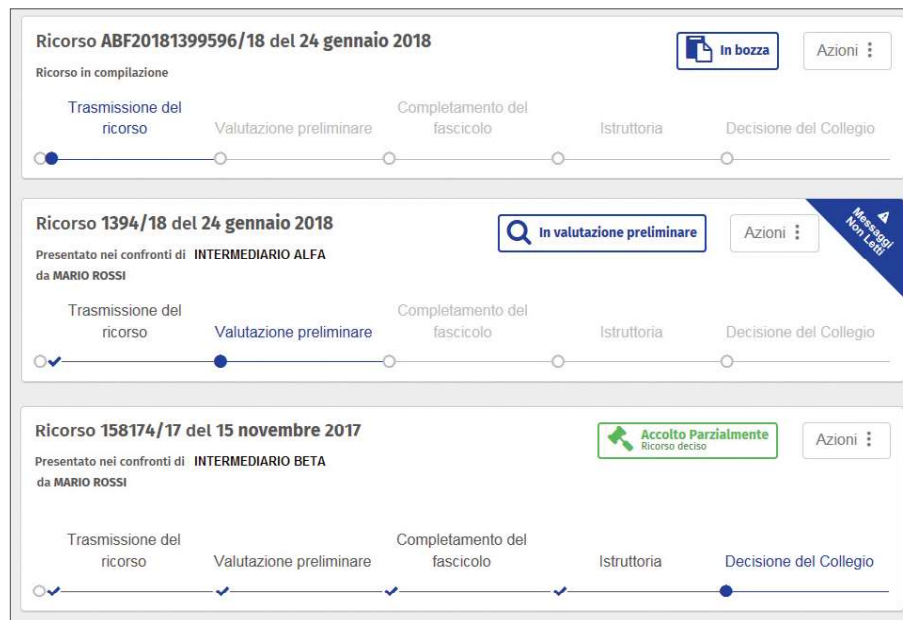 Ricorso ABF20181399596/18 del 24 gennaio 2018
In bozza
Azioni
Ricorso in compilazione
Trasmissione del
ricorso
Valutazione preliminare
Completamento del
fascicolo
Istruttoria
Decisione del Collegio
Ricorso 1394/18 del 24 gennaio 2018
In valutazione preliminare
Azioni
Messaggi
Non Letti
Presentato nei confronti di INTERMEDIARIO ALFA
da MARIO ROSSI
Trasmissione del
ricorso
Valutazione preliminare
Completamento del
fascicolo
Istruttoria
Decisione del Collegio
Ricorso 158174/17 del 15 novembre 2017
Accolto Parzialmente
Ricorso deciso
Azioni
Presentato nei confronti di INTERMEDIARIO BETA
da MARIO ROSSI
Trasmissione del
ricorso
Valutazione preliminare
Completamento del
fascicolo
Istruttoria
Decisione del Collegio